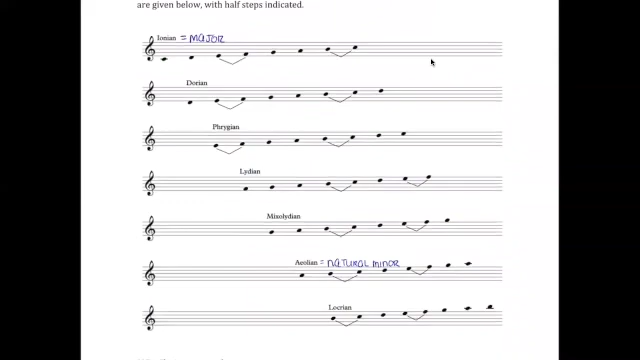 are given below, with half steps indicated.
Ionian = MAJOR
Dorian
Phrygian
Lydian
Mixolydian
Aeolian = NATURAL MINOR
Locrian